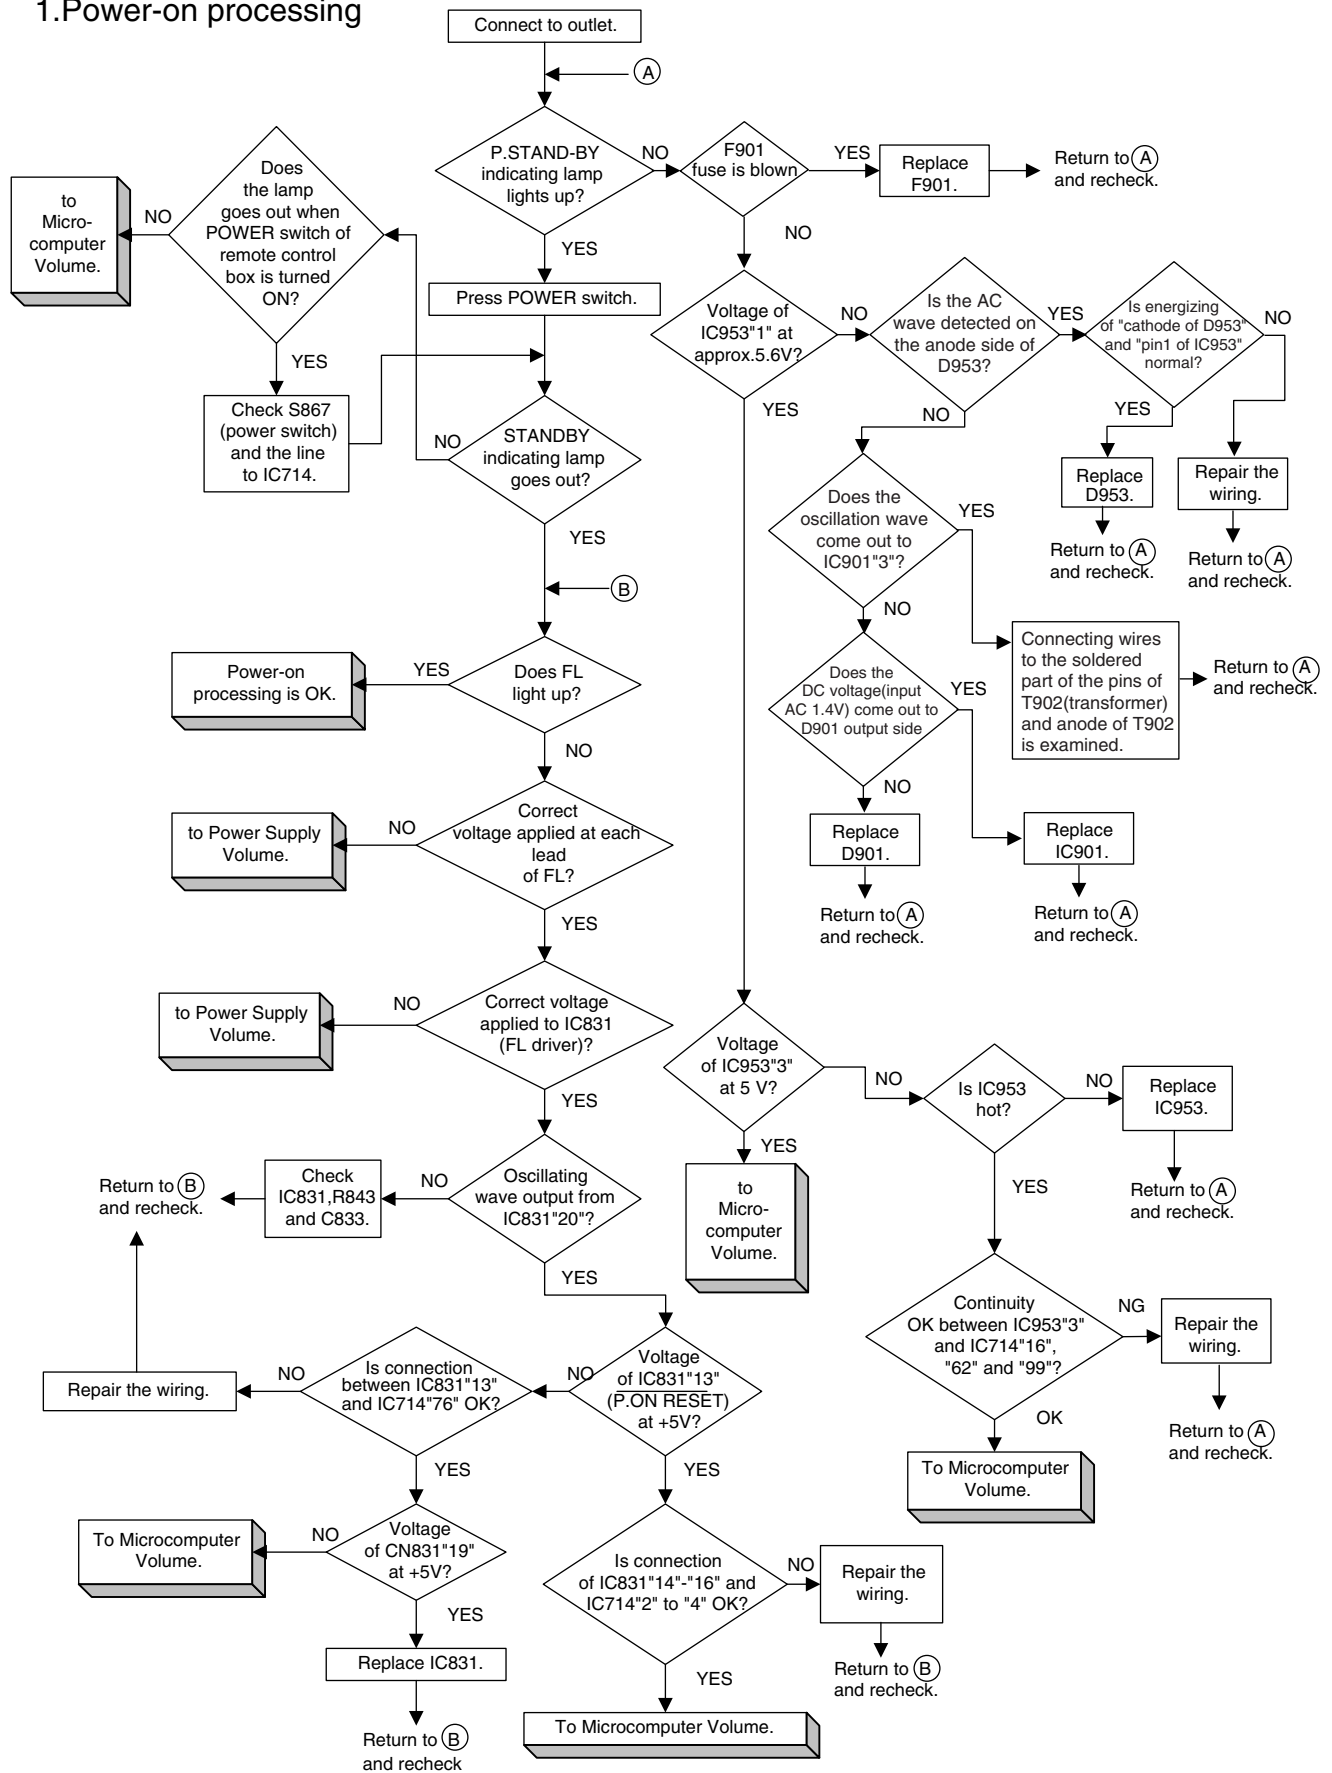 1.Power-on processing
Connect to outlet.
A
P.STAND-BY
indicating lamp
lights up?
NO
F901
fuse is blown
YES
Replace
F901.
Return to A
and recheck.
Does
the lamp
goes out when
POWER switch of
remote control
box is turned
ON?
NO
to
Micro-
computer
Volume.
YES
NO
Press POWER switch.
Voltage of
IC953"1" at
approx.5.6V?
NO
Is the AC
wave detected on
the anode side of
D953?
YES
Is energizing
of "cathode of D953"
and "pin1 of IC953"
normal?
NO
YES
Check S867
(power switch)
and the line
to IC714.
NO
STANDBY
indicating lamp
goes out?
YES
NO
YES
Replace
D953.
Repair the
wiring.
Return to A
and recheck.
Return to A
and recheck.
Does the
oscillation wave
come out to
IC901"3"?
YES
YES
B
NO
Connecting wires
to the soldered
part of the pins of
T902(transformer)
and anode of T902
is examined.
Return to A
and recheck.
Power-on
processing is OK.
YES
Does FL
light up?
Does the
DC voltage(input
AC 1.4V) come out to
D901 output side
YES
NO
NO
Replace
D901.
Replace
IC901.
Return to A
and recheck.
Return to A
and recheck.
to Power Supply
Volume.
NO
Correct
voltage applied at each
lead
of FL?
YES
to Power Supply
Volume.
NO
Correct voltage
applied to IC831
(FL driver)?
Voltage
of IC953"3"
at 5 V?
NO
Is IC953
hot?
NO
Replace
IC953.
YES
YES
YES
Return to A
and recheck.
Return to B
and recheck.
Check
IC831,R843
and C833.
NO
Oscillating
wave output from
IC831"20"?
to
Micro-
computer
Volume.
YES
Continuity
OK between IC953"3"
and IC714"16",
"62" and "99"?
NG
Repair the
wiring.
Return to A
and recheck.
OK
To Microcomputer
Volume.
Repair the wiring.
NO
Is connection
between IC831"13"
and IC714"76" OK?
NO
Voltage
of IC831"13"
(P.ON RESET)
at +5V?
YES
YES
To Microcomputer
Volume.
NO
Voltage
of CN831"19"
at +5V?
Is connection
of IC831"14"-"16" and
IC714"2" to "4" OK?
NO
Repair the
wiring.
YES
Replace IC831.
YES
Return to B
and recheck.
Return to B
and recheck
To Microcomputer Volume.